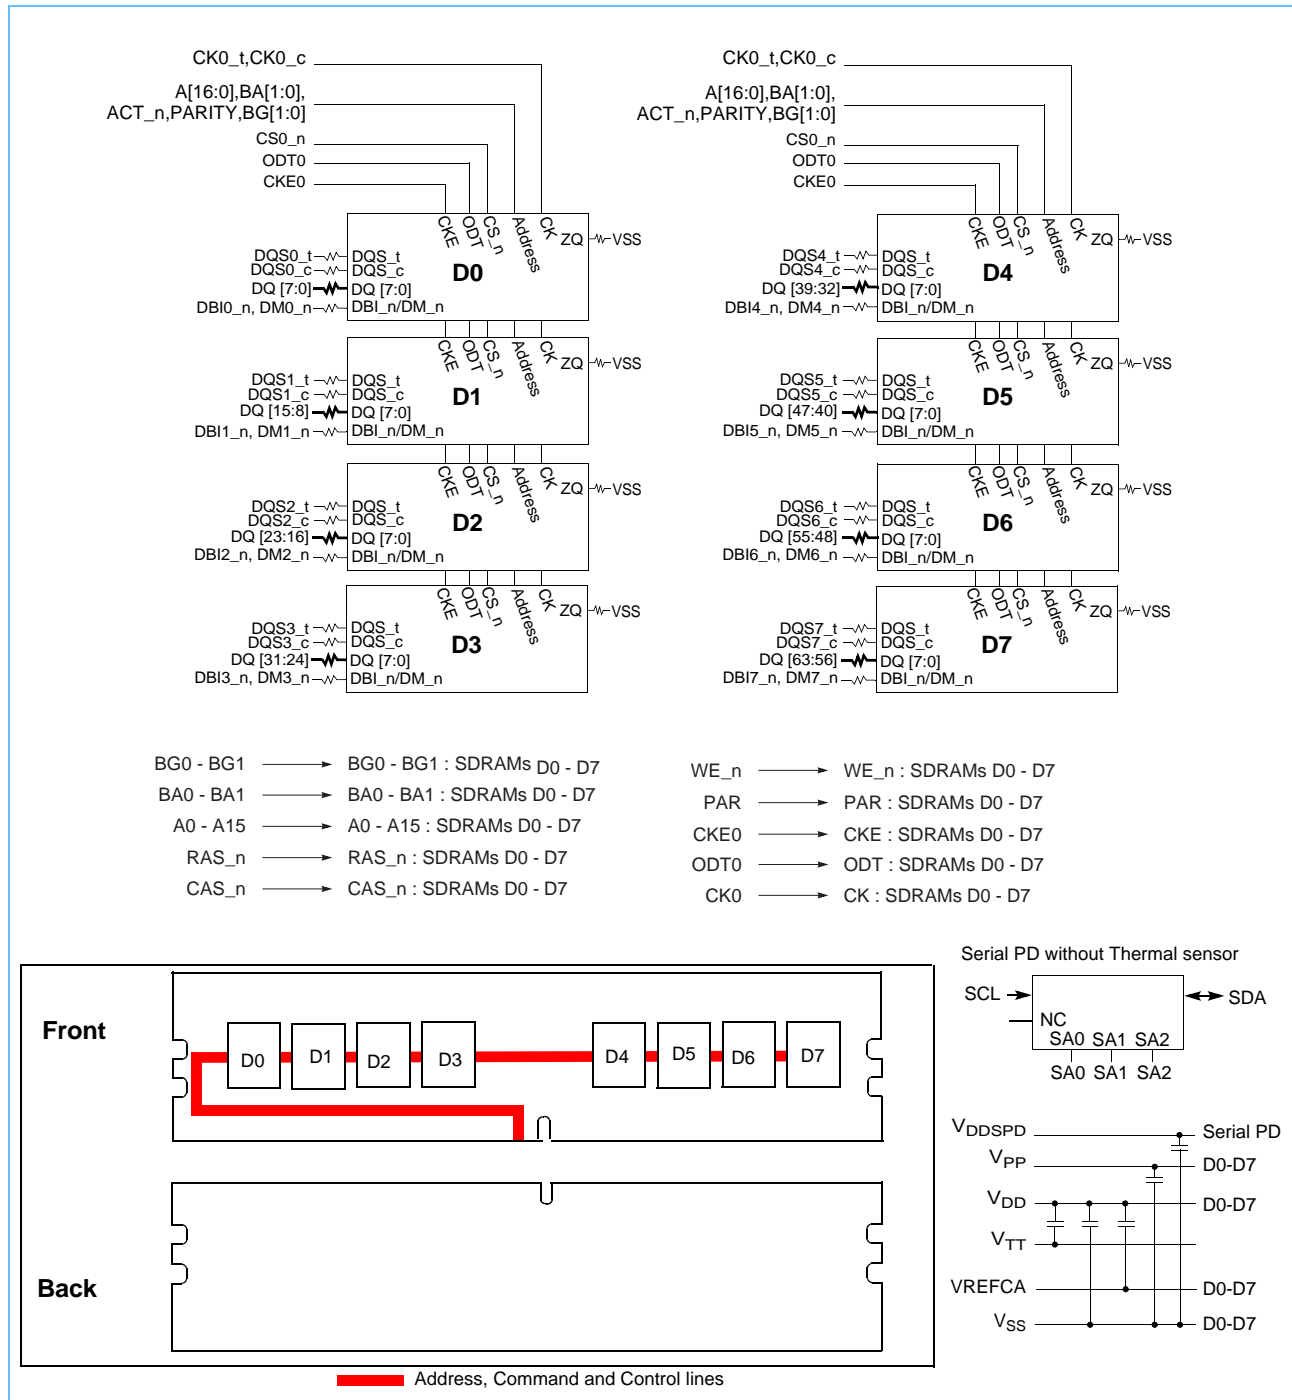 CK0_t,CK0_c
A[16:0],BA[1:0],
ACT_n,PARITY,BG[1:0]
CS0_n
ODT0
CKE0
CKE ODT CS_n Address CK
ZQ VSS
DQS0_t DQS_t
DQS0_c DQS_c
D0
DQ [7:0] DQ [7:0]
DBI0_n, DM0_n DBI_n/DM_n
CKE ODT CS_n Address CK
ZQ VSS
DQS1_t DQS_t
DQS1_c DQS_c
D1
DQ [15:8] DQ [7:0]
DBI1_n, DM1_n DBI_n/DM_n
CKE ODT CS_n Address CK
ZQ VSS
DQS2_t DQS_t
DQS2_c DQS_c
D2
DQ [23:16] DQ [7:0]
DBI2_n, DM2_n DBI_n/DM_n
CKE ODT CS_n Address CK
ZQ VSS
DQS3_t DQS_t
DQS3_c DQS_c
D3
DQ [31:24] DQ [7:0]
DBI3_n, DM3_n DBI_n/DM_n
CK0_t,CK0_c
A[16:0],BA[1:0],
ACT_n,PARITY,BG[1:0]
CS0_n
ODT0
CKE0
CKE ODT CS_n Address CK
ZQ VSS
DQS4_t DQS_t
DQS4_c DQS_c
D4
DQ [39:32] DQ [7:0]
DBI4_n, DM4_n DBI_n/DM_n
CKE ODT CS_n Address CK
ZQ VSS
DQS5_t DQS_t
DQS5_c DQS_c
D5
DQ [47:40] DQ [7:0]
DBI5_n, DM5_n DBI_n/DM_n
CKE ODT CS_n Address CK
ZQ VSS
DQS6_t DQS_t
DQS6_c DQS_c
D6
DQ [55:48] DQ [7:0]
DBI6_n, DM6_n DBI_n/DM_n
CKE ODT CS_n Address CK
ZQ VSS
DQS7_t DQS_t
DQS7_c DQS_c
D7
DQ [63:56] DQ [7:0]
DBI7_n, DM7_n DBI_n/DM_n
BG0 - BG1 BG0 - BG1 : SDRAMs D0 - D7
BA0 - BA1 BA0 - BA1 : SDRAMs D0 - D7
A0 - A15 A0 - A15 : SDRAMs D0 - D7
RAS_n RAS_n : SDRAMs D0 - D7
CAS_n CAS_n : SDRAMs D0 - D7
WE_n WE_n : SDRAMs D0 - D7
PAR PAR : SDRAMs D0 - D7
CKE0 CKE : SDRAMs D0 - D7
ODT0 ODT : SDRAMs D0 - D7
CK0 CK : SDRAMs D0 - D7
Front
D0 D1 D2 D3 D4 D5 D6 D7
Back
Address, Command and Control lines
Serial PD without Thermal sensor
SCL SDA
NC
SA0 SA1 SA2
SA0 SA1 SA2
VDDSPD Serial PD
VPP D0-D7
VDD D0-D7
VTT
VREFCA D0-D7
VSS D0-D7